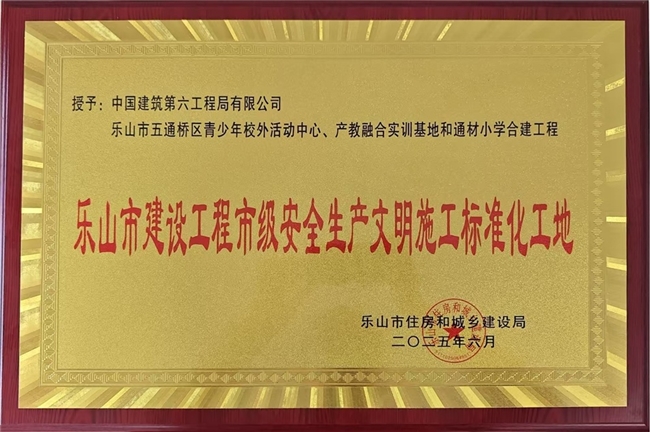 授予：中国建筑第六工程局有限公司
乐山市五通桥区青少年校外活动中心、产教融合实训基地和通材小学合建工程
乐山市建设工程市级安全生产文明施工标准化工地
乐山市住房和城乡建设局
二〇二五年六月